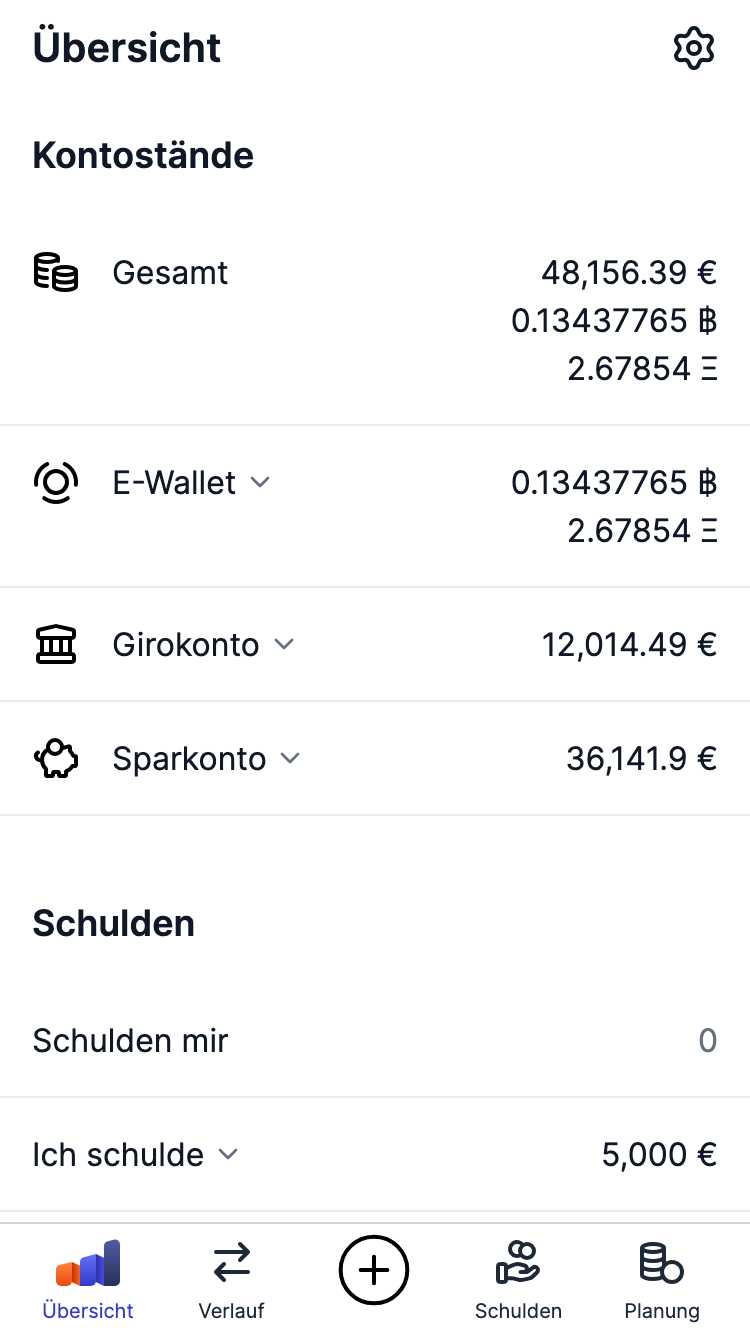 Übersicht
Kontostände
Gesamt 48,156.39 €
0.13437765 ₿
2.67854 Ξ
E-Wallet 0.13437765 ₿
2.67854 Ξ
Girokonto 12,014.49 €
Sparkonto 36,141.9 €
Schulden
Schulden mir 0
Ich schulde 5,000 €
Übersicht Verlauf Schulden Planung